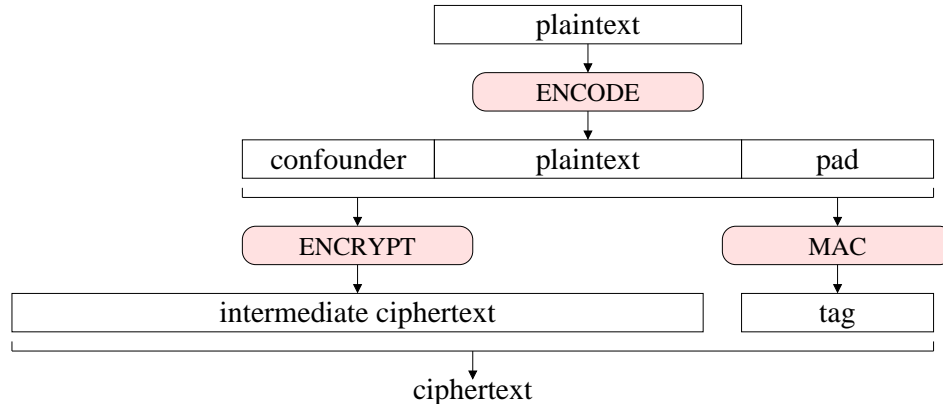 plaintext
ENCODE
confounder plaintext pad
ENCRYPT MAC
intermediate ciphertext tag
ciphertext